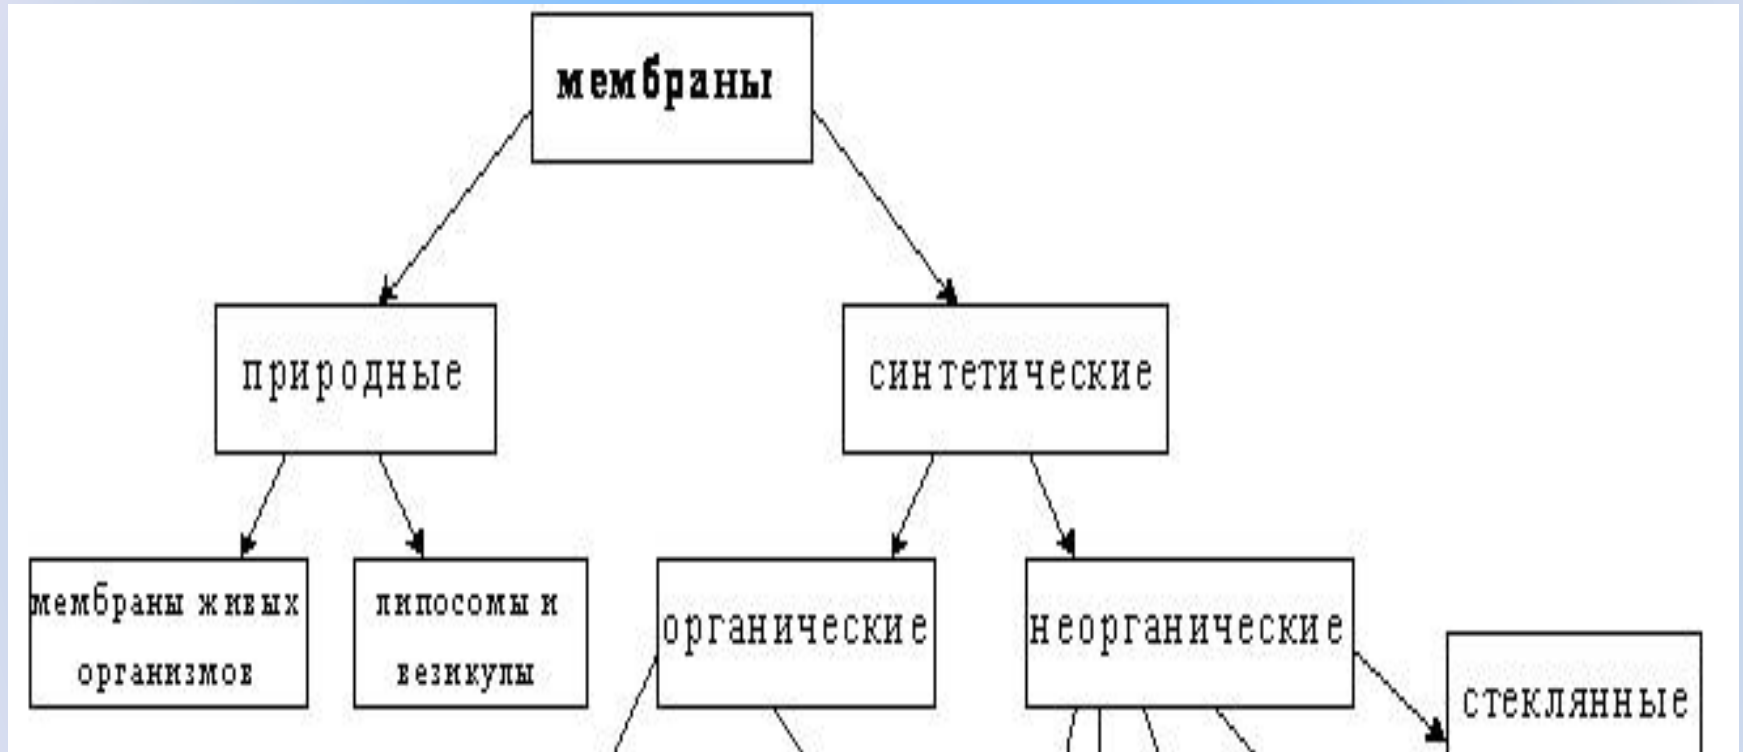 мембраны
природные
синтетические
мембраны живых
организмов
липосомы и
везикулы
органические
неорганические
стеклянные